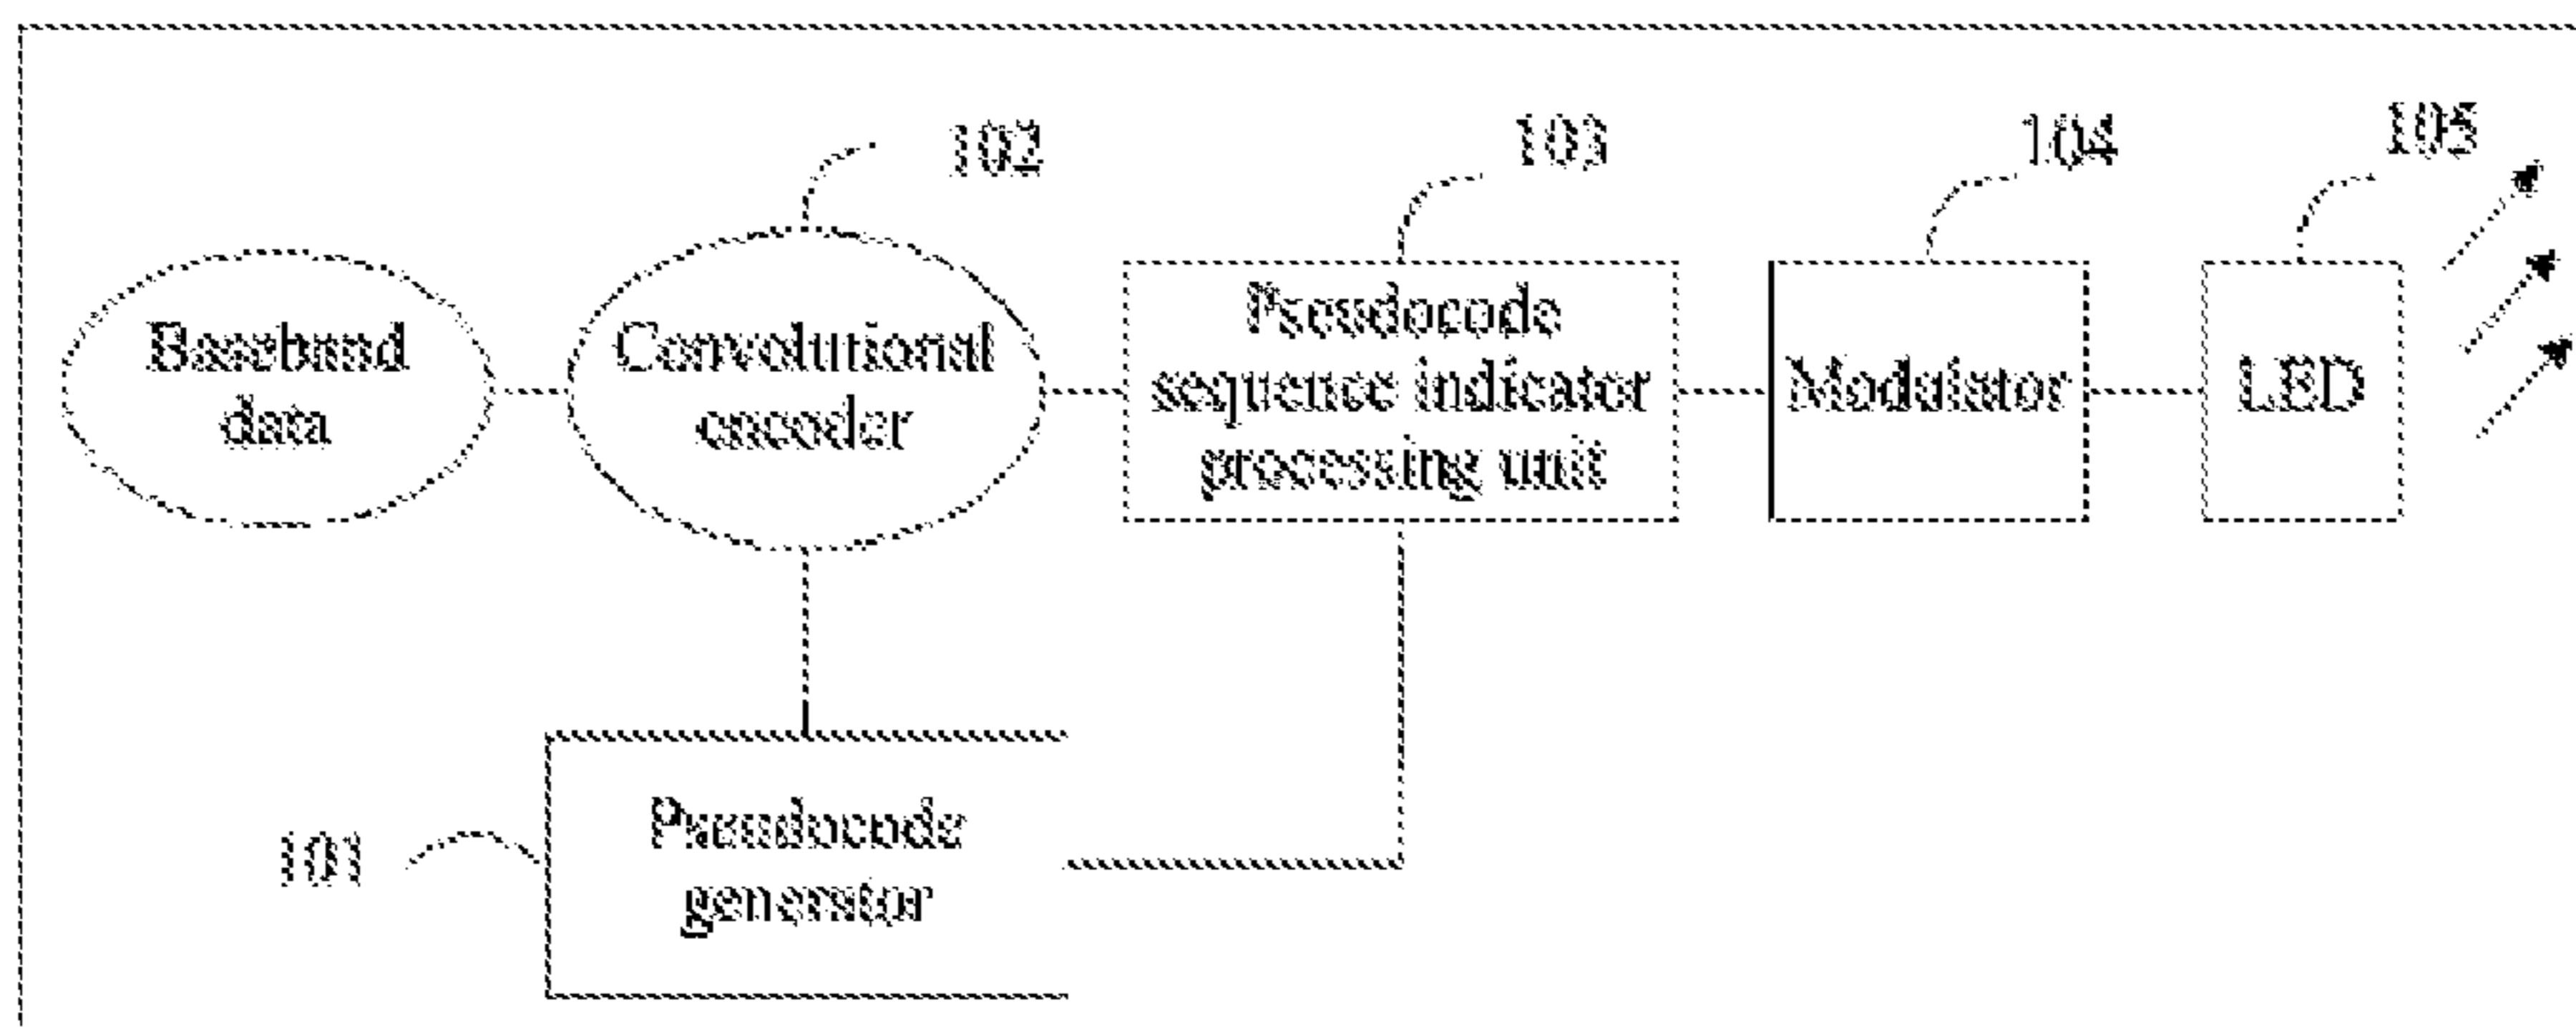 102
103
104
105
Baseband
data
Convolutional
encoder
Pseudocode
sequence indicator
processing unit
Modulator
LED
101
Pseudocode
generator